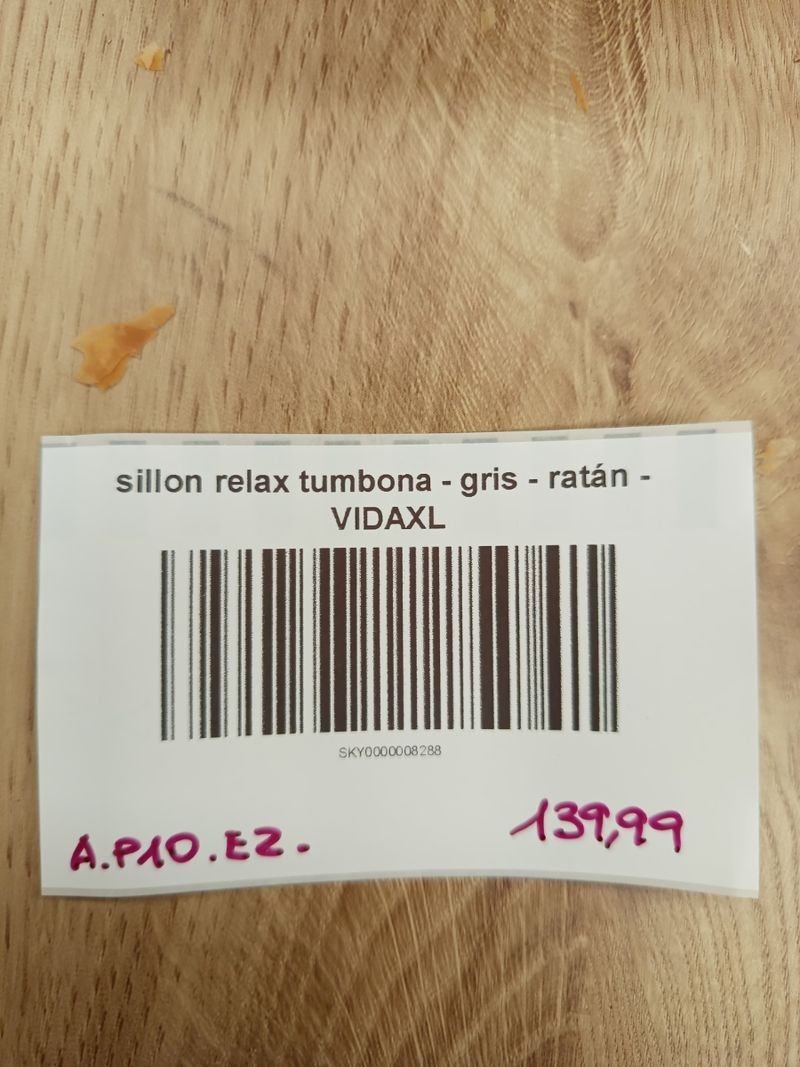 sillon relax tumbona - gris - ratán -
VIDAXL
SKY0000008288
A.P10.E2.
139,99